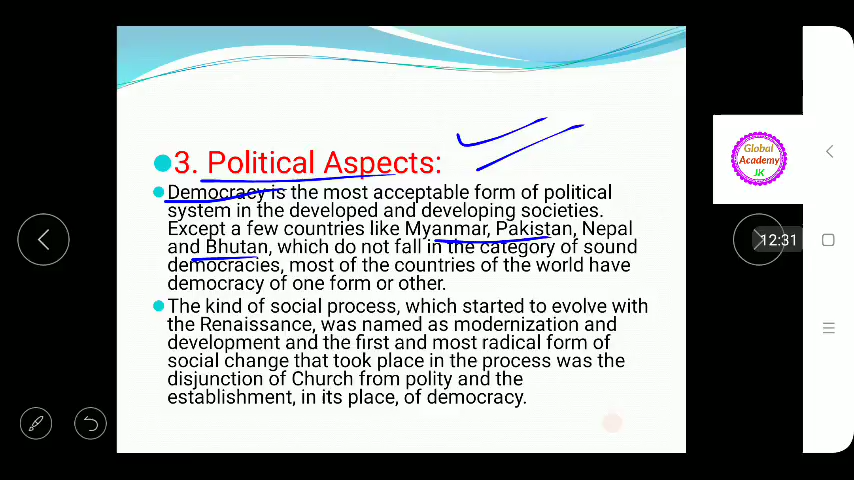 3. Political Aspects:
Democracy is the most acceptable form of political
system in the developed and developing societies.
Except a few countries like Myanmar, Pakistan, Nepal
and Bhutan, which do not fall in the category of sound
democracies, most of the countries of the world have
democracy of one form or other.
The kind of social process, which started to evolve with
the Renaissance, was named as modernization and
development and the first and most radical form of
social change that took place in the process was the
disjunction of Church from polity and the
establishment, in its place, of democracy.
Global
Academy
JK
12:31